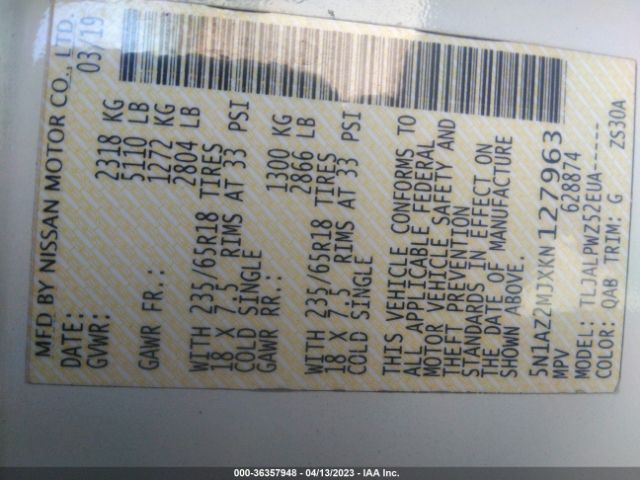 MFD BY NISSAN MOTOR CO., LTD.
DATE: 03/19
GVWR: 2318 KG
5110 LB
GAWR FR.: 1272 KG
2804 LB
WITH 235/65R18 TIRES
18 X 7.5 RIMS AT 33 PSI
COLD SINGLE
GAWR RR.: 1300 KG
2866 LB
WITH 235/65R18 TIRES
18 X 7.5 RIMS AT 33 PSI
COLD SINGLE
THIS VEHICLE CONFORMS TO
ALL APPLICABLE FEDERAL
MOTOR VEHICLE SAFETY AND
THEFT PREVENTION
STANDARDS IN EFFECT ON
THE DATE OF MANUFACTURE
SHOWN ABOVE.
5N1AZ2MJXKN127963
MPV 628874
MODEL: TLJALPWZ52EUA-----
COLOR: QAB TRIM: G ZS30A
000-36357948 - 04/13/2023 - IAA Inc.